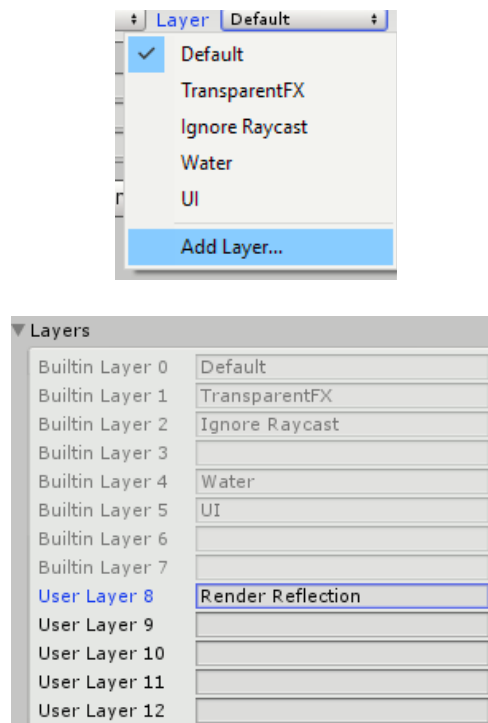 Layer Default
Default
TransparentFX
Ignore Raycast
Water
UI
Add Layer...
Layers
Builtin Layer 0 Default
Builtin Layer 1 TransparentFX
Builtin Layer 2 Ignore Raycast
Builtin Layer 3
Builtin Layer 4 Water
Builtin Layer 5 UI
Builtin Layer 6
Builtin Layer 7
User Layer 8 Render Reflection
User Layer 9
User Layer 10
User Layer 11
User Layer 12